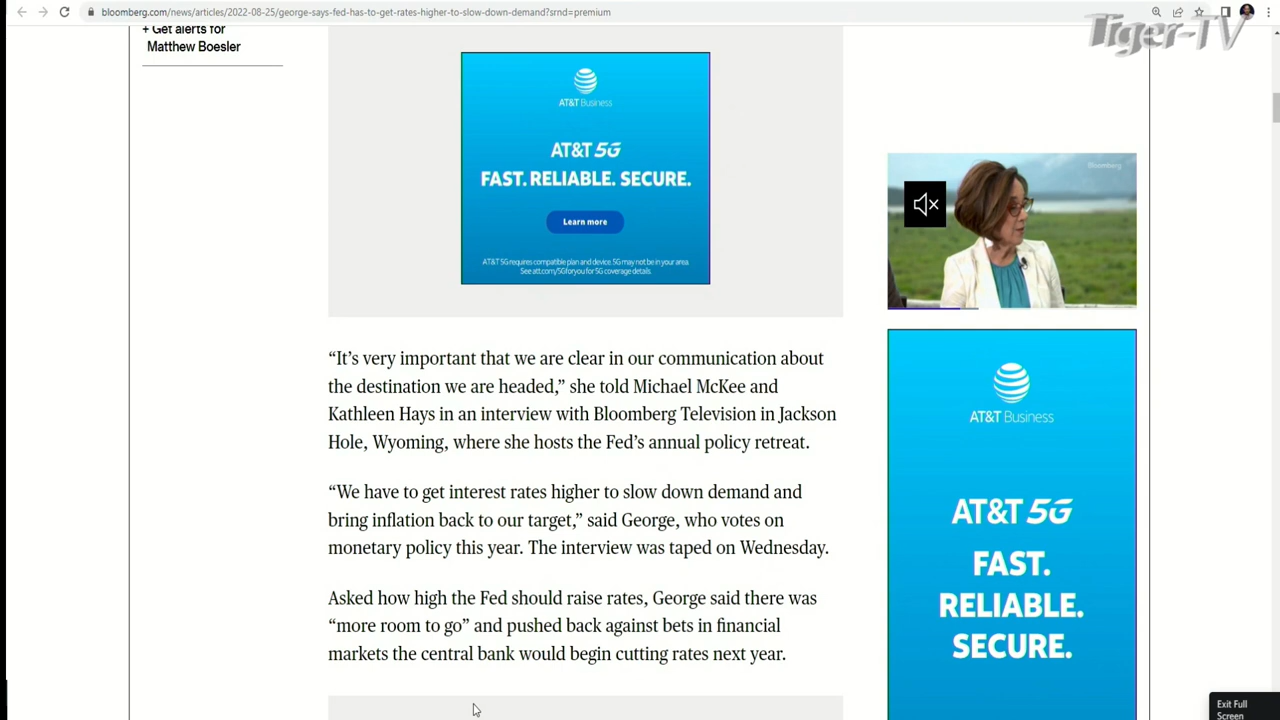 bloomberg.com/news/articles/2022-08-25/george-says-fed-has-to-get-rates-higher-to-slow-down-demand?srnd=premium
Tiger-TV
+ Get alerts for
Matthew Boesler
AT&T Business
AT&T 5G
FAST. RELIABLE. SECURE.
Learn more
AT&T 5G requires compatible plan and device. 5G may not be in your area.
See att.com/5Gforyou for 5G coverage details.
Bloomberg
“It’s very important that we are clear in our communication about
the destination we are headed,” she told Michael McKee and
Kathleen Hays in an interview with Bloomberg Television in Jackson
Hole, Wyoming, where she hosts the Fed’s annual policy retreat.
“We have to get interest rates higher to slow down demand and
bring inflation back to our target,” said George, who votes on
monetary policy this year. The interview was taped on Wednesday.
Asked how high the Fed should raise rates, George said there was
“more room to go” and pushed back against bets in financial
markets the central bank would begin cutting rates next year.
AT&T Business
AT&T 5G
FAST.
RELIABLE.
SECURE.
Exit Full
Screen